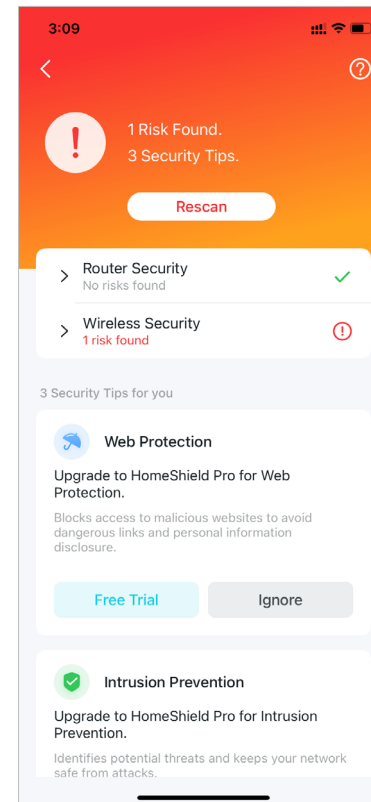 3:09
1 Risk Found.
3 Security Tips.
Rescan
Router Security
No risks found
Wireless Security
1 risk found
3 Security Tips for you
Web Protection
Upgrade to HomeShield Pro for Web
Protection.
Blocks access to malicious websites to avoid
dangerous links and personal information
disclosure.
Free Trial
Ignore
Intrusion Prevention
Upgrade to HomeShield Pro for Intrusion
Prevention.
Identifies potential threats and keeps your network
safe from attacks.